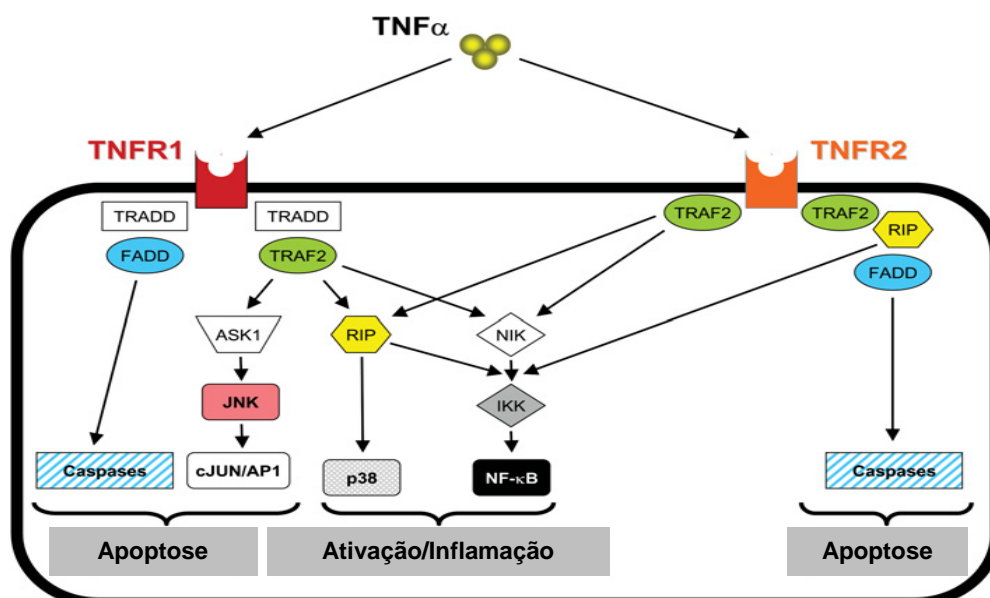 TNFα
TNFR1
TNFR2
TRADD
TRADD
TRAF2
TRAF2
RIP
FADD
TRAF2
FADD
ASK1
RIP
NIK
JNK
IKK
Caspases
cJUN/AP1
p38
NF-κB
Caspases
Apoptose
Ativação/Inflamação
Apoptose